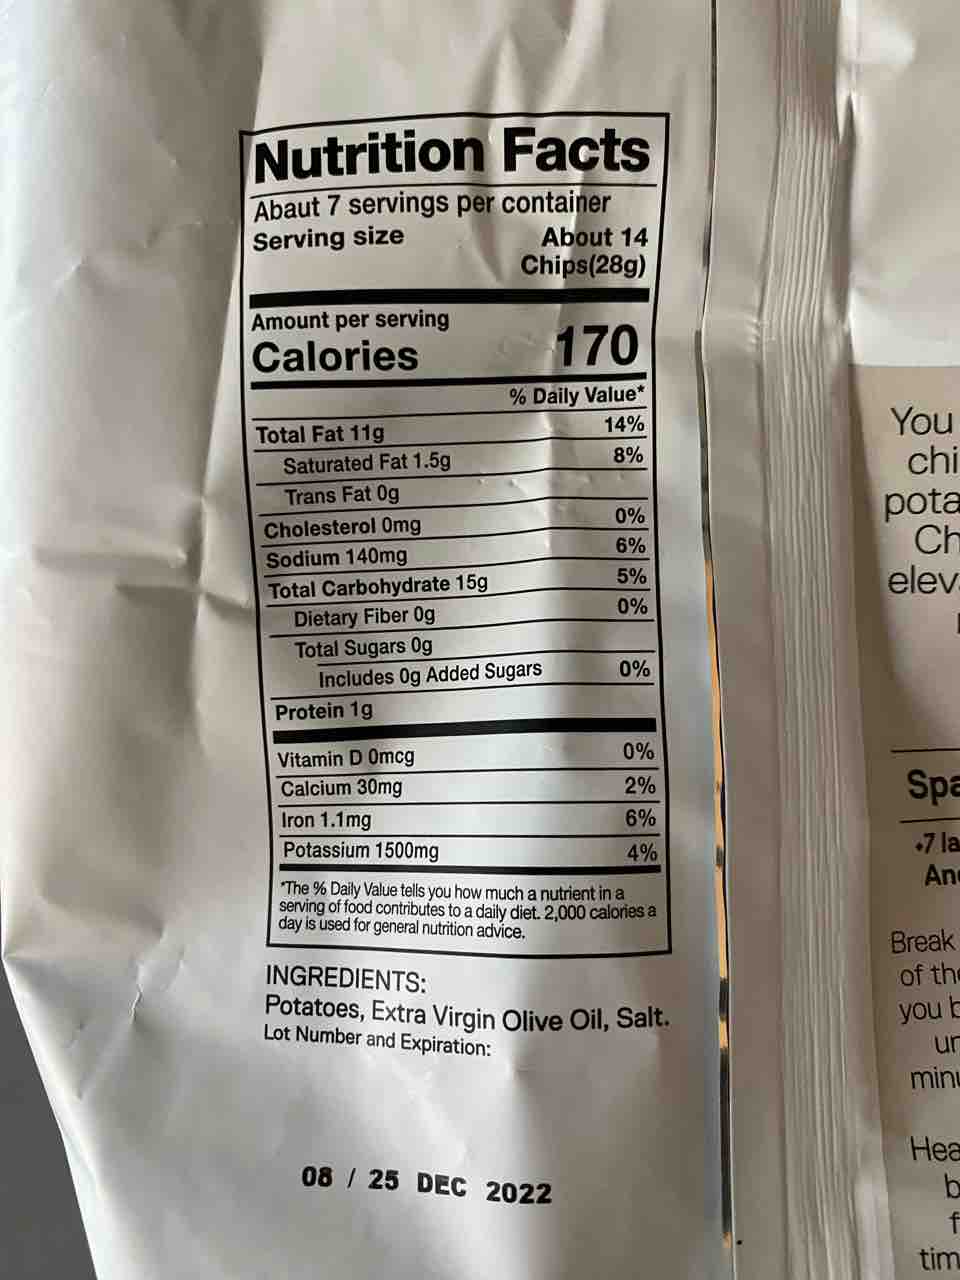 Nutrition Facts
Abaut 7 servings per container
Serving size About 14
Chips(28g)
Amount per serving
Calories 170
% Daily Value*
Total Fat 11g 14%
Saturated Fat 1.5g 8%
Trans Fat 0g
Cholesterol 0mg 0%
Sodium 140mg 6%
Total Carbohydrate 15g 5%
Dietary Fiber 0g 0%
Total Sugars 0g
Includes 0g Added Sugars 0%
Protein 1g
Vitamin D 0mcg 0%
Calcium 30mg 2%
Iron 1.1mg 6%
Potassium 1500mg 4%
*The % Daily Value tells you how much a nutrient in a
serving of food contributes to a daily diet. 2,000 calories a
day is used for general nutrition advice.
INGREDIENTS:
Potatoes, Extra Virgin Olive Oil, Salt.
Lot Number and Expiration:
08 / 25 DEC 2022
You
chi
pota
Ch
elev
Spa
•7 la
An
Break
of th
you b
un
minu
Hea
b
f
tim